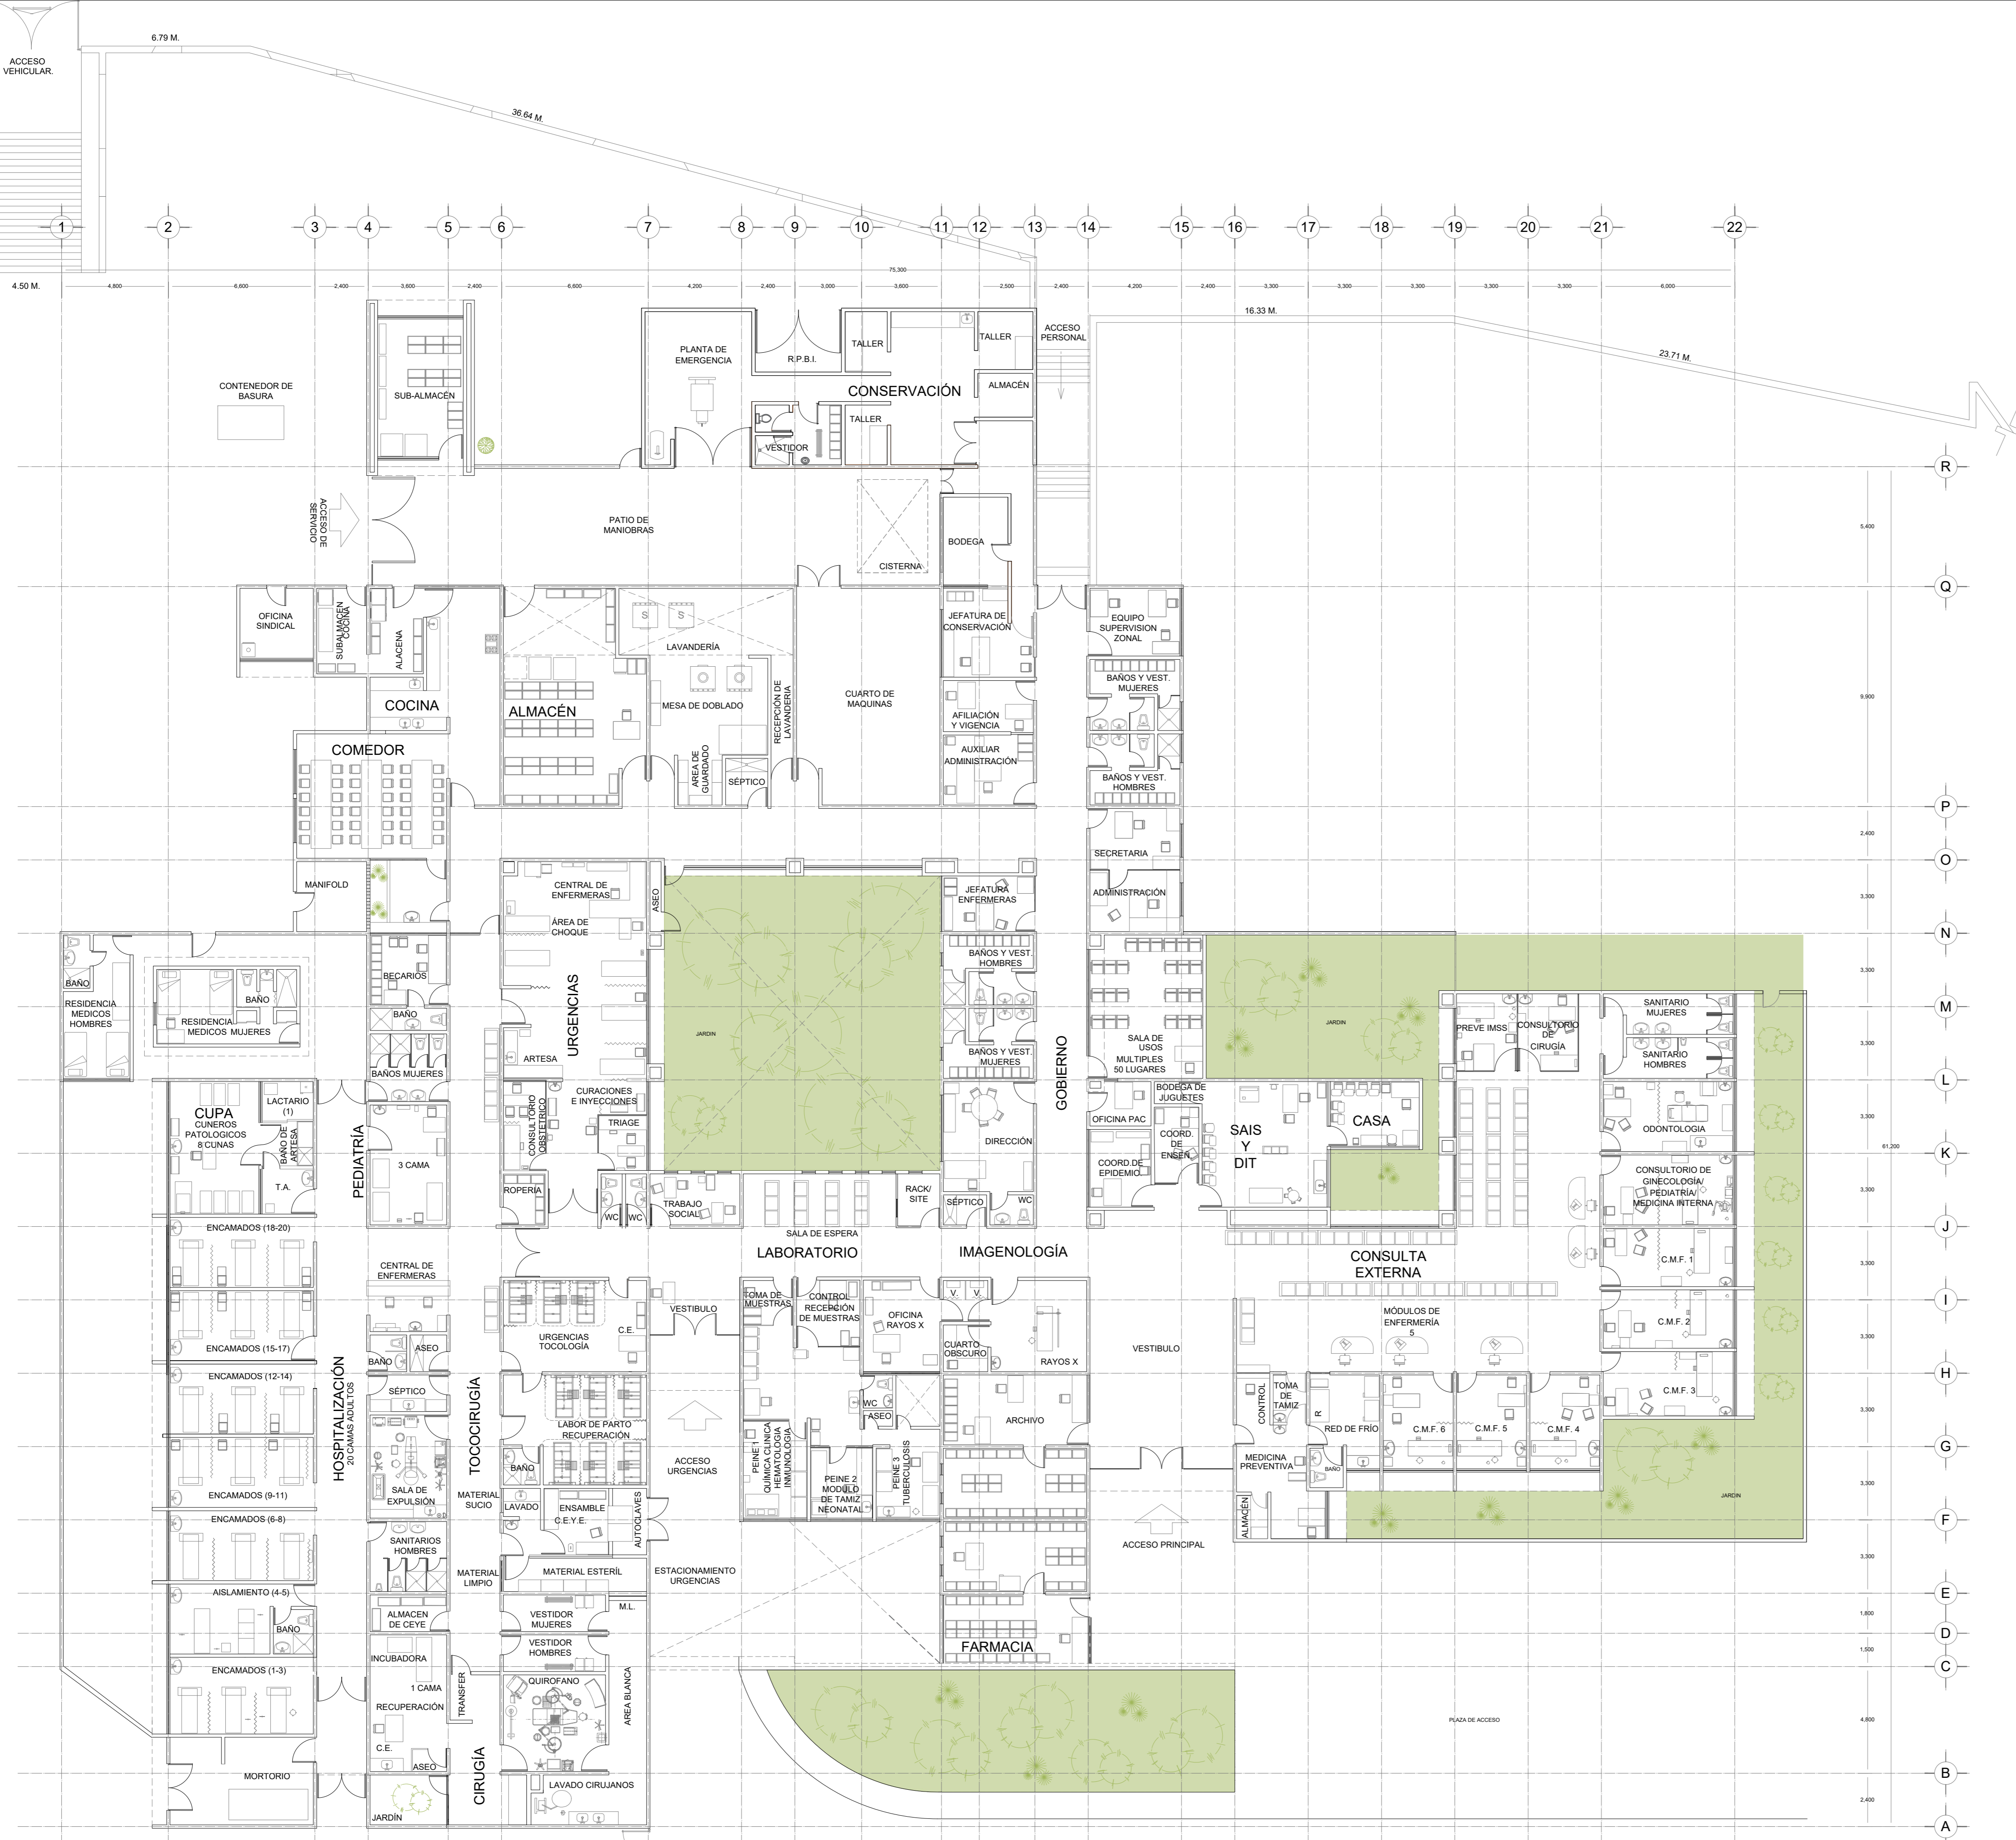 6.79 M.
ACCESO
VEHICULAR.
36.64 M.
1
2
3
4
5
6
7
8
9
10
11
12
13
14
15
16
17
18
19
20
21
22
75,300
4.50 M.
4,800
6,600
2,400
3,600
2,400
6,600
4,200
2,400
3,000
3,600
2,500
2,400
4,200
2,400
3,300
3,300
3,300
3,300
3,300
6,000
16.33 M.
23.71 M.
ACCESO
PERSONAL
PLANTA DE
EMERGENCIA
R.P.B.I.
TALLER
TALLER
CONTENEDOR DE
BASURA
SUB-ALMACÉN
CONSERVACIÓN
ALMACÉN
TALLER
VESTIDOR
R
ACCESO DE
SERVICIO
PATIO DE
MANIOBRAS
CISTERNA
BODEGA
5,400
Q
OFICINA
SINDICAL
SUBALMACEN
COCINA
ALACENA
S
S
LAVANDERÍA
JEFATURA DE
CONSERVACIÓN
EQUIPO
SUPERVISION
ZONAL
COCINA
ALMACÉN
MESA DE DOBLADO
RECEPCIÓN DE
LAVANDERIA
CUARTO DE
MAQUINAS
BAÑOS Y VEST.
MUJERES
9,900
AFILIACIÓN
Y VIGENCIA
COMEDOR
AREA DE
GUARDADO
SÉPTICO
AUXILIAR
ADMINISTRACIÓN
BAÑOS Y VEST.
HOMBRES
P
2,400
SECRETARIA
O
MANIFOLD
CENTRAL DE
ENFERMERAS
ASEO
JEFATURA
ENFERMERAS
ADMINISTRACIÓN
3,300
ÁREA DE
CHOQUE
N
BAÑO
RESIDENCIA
MEDICOS
HOMBRES
BAÑO
RESIDENCIA
MEDICOS MUJERES
BECARIOS
BAÑO
BAÑOS MUJERES
URGENCIAS
ARTESA
JARDIN
BAÑOS Y VEST.
HOMBRES
BAÑOS Y VEST.
MUJERES
GOBIERNO
SALA DE
USOS
MULTIPLES
50 LUGARES
JARDIN
3,300
M
PREVE IMSS
CONSULTORIO
DE
CIRUGÍA
SANITARIO
MUJERES
SANITARIO
HOMBRES
3,300
L
CUPA
CUNEROS
PATOLOGICOS
8 CUNAS
LACTARIO
(1)
BAÑO DE
ARTESA
T.A.
PEDIATRÍA
3 CAMA
CONSULTORIO
OBSTETRICO
CURACIONES
E INYECCIONES
TRIAGE
DIRECCIÓN
OFICINA PAC
BODEGA DE
JUGUETES
COORD.
DE
ENSEÑ.
COORD.DE
EPIDEMIO.
SAIS
Y
DIT
CASA
ODONTOLOGIA
3,300
61,200
K
CONSULTORIO DE
GINECOLOGÍA/
PEDIATRÍA/
MEDICINA INTERNA
3,300
ROPERIA
WC
WC
TRABAJO
SOCIAL
RACK/
SITE
SÉPTICO
WC
J
ENCAMADOS (18-20)
SALA DE ESPERA
LABORATORIO
IMAGENOLOGÍA
CONSULTA
EXTERNA
C.M.F. 1
3,300
CENTRAL DE
ENFERMERAS
TOMA DE
MUESTRAS
CONTROL
RECEPCIÓN
DE MUESTRAS
V.
V.
I
VESTIBULO
OFICINA
RAYOS X
MÓDULOS DE
ENFERMERÍA
5
C.M.F. 2
URGENCIAS
TOCOLOGÍA
C.E.
CUARTO
OBSCURO
RAYOS X
VESTIBULO
3,300
ENCAMADOS (15-17)
BAÑO
ASEO
H
ENCAMADOS (12-14)
HOSPITALIZACIÓN
20 CAMAS ADULTOS
SÉPTICO
TOCOCIRUGÍA
LABOR DE PARTO
RECUPERACIÓN
WC
ASEO
ARCHIVO
CONTROL
TOMA
DE
TAMIZ
R
RED DE FRÍO
C.M.F. 6
C.M.F. 5
C.M.F. 4
C.M.F. 3
3,300
G
ACCESO
URGENCIAS
PEINE 1
QUÍMICA CLINICA
HEMATOLOGIA
INMUNOLOGÍA
PEINE 2
MODULO
DE TAMIZ
NEONATAL
PEINE 3
TUBERCULOSIS
MEDICINA
PREVENTIVA
BAÑO
BAÑO
SALA DE
EXPULSIÓN
ENCAMADOS (9-11)
MATERIAL
SUCIO
LAVADO
ENSAMBLE
C.E.Y.E.
AUTOCLAVES
ALMACÉN
JARDIN
3,300
F
ENCAMADOS (6-8)
SANITARIOS
HOMBRES
ACCESO PRINCIPAL
MATERIAL
LIMPIO
MATERIAL ESTERÍL
ESTACIONAMIENTO
URGENCIAS
3,300
E
AISLAMIENTO (4-5)
BAÑO
ALMACEN
DE CEYE
VESTIDOR
MUJERES
M.L.
1,800
D
VESTIDOR
HOMBRES
FARMACIA
1,500
C
ENCAMADOS (1-3)
INCUBADORA
1 CAMA
RECUPERACIÓN
TRANSFER
QUIROFANO
AREA BLANCA
PLAZA DE ACCESO
4,800
C.E.
ASEO
CIRUGÍA
MORTORIO
LAVADO CIRUJANOS
B
JARDÍN
2,400
A